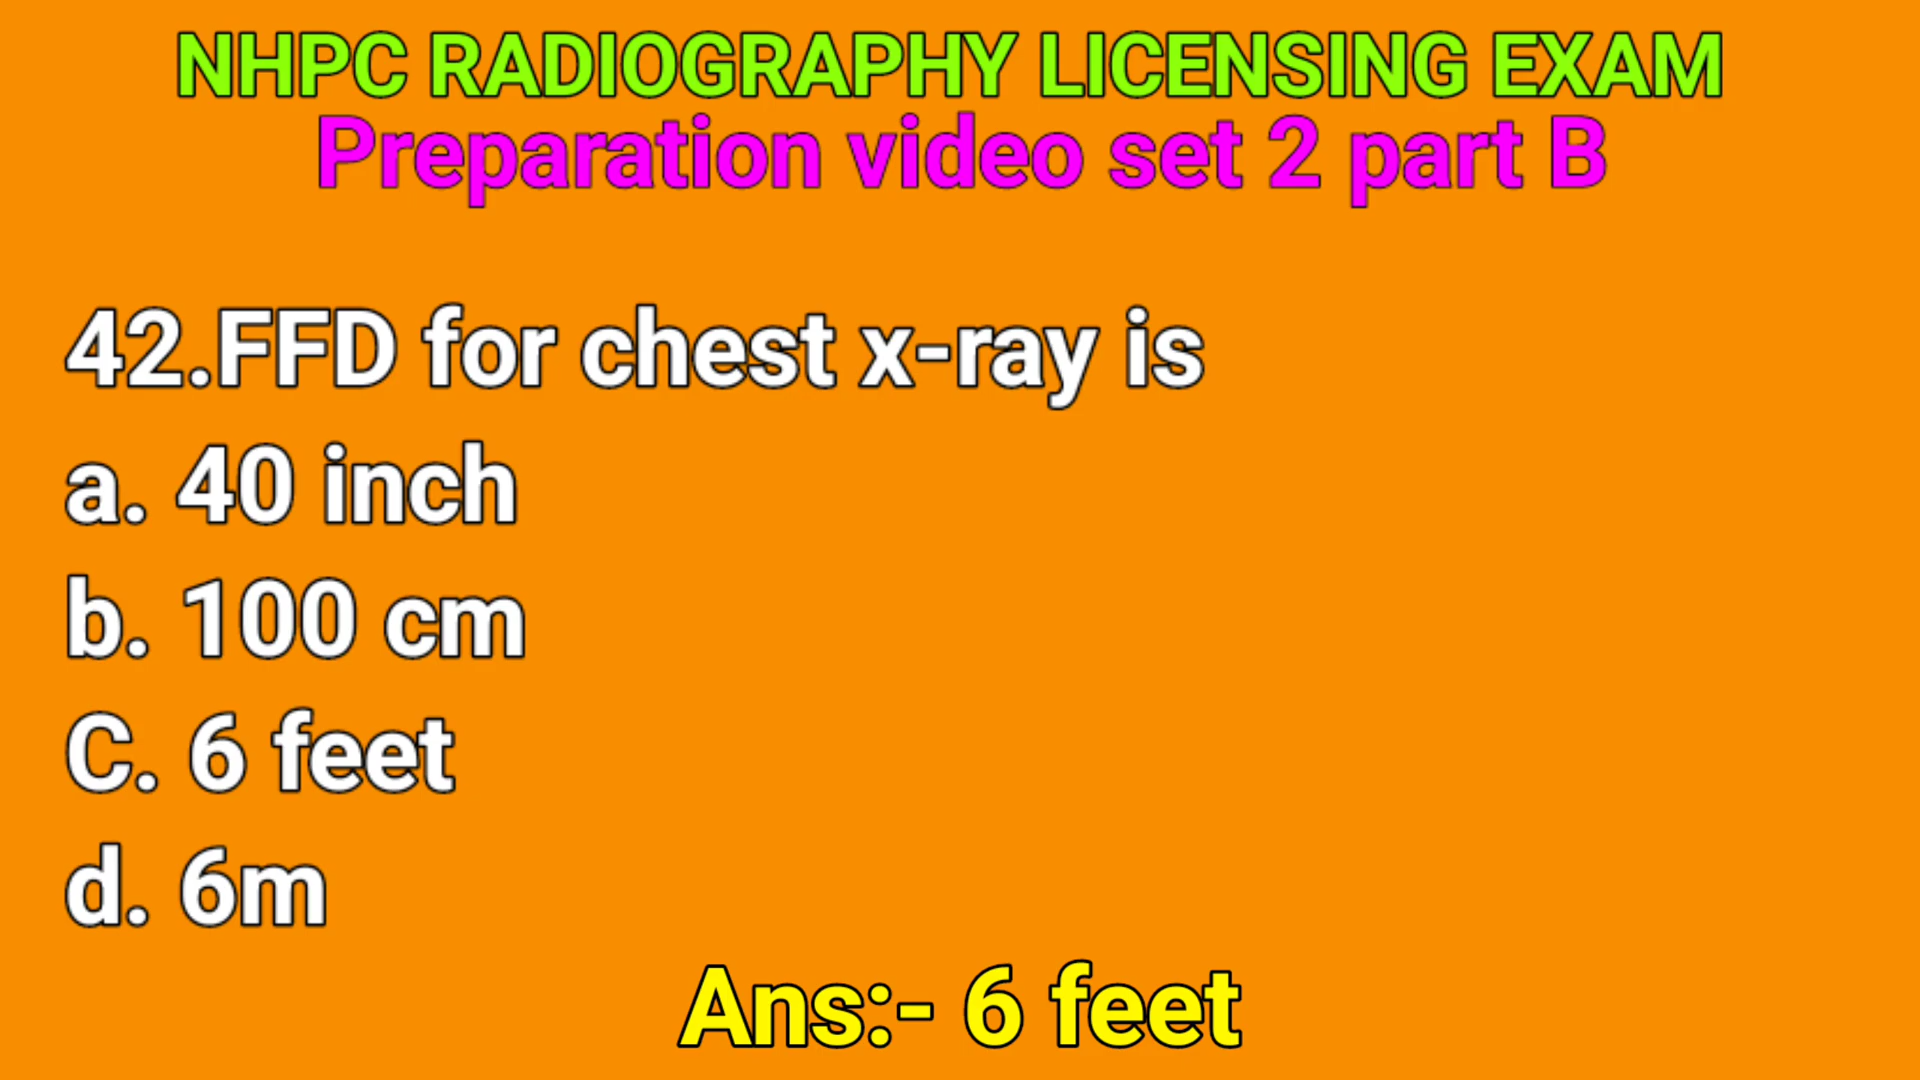 NHPC RADIOGRAPHY LICENSING EXAM
Preparation video set 2 part B
42.FFD for chest x-ray is
a. 40 inch
b. 100 cm
C. 6 feet
d. 6m
Ans:- 6 feet